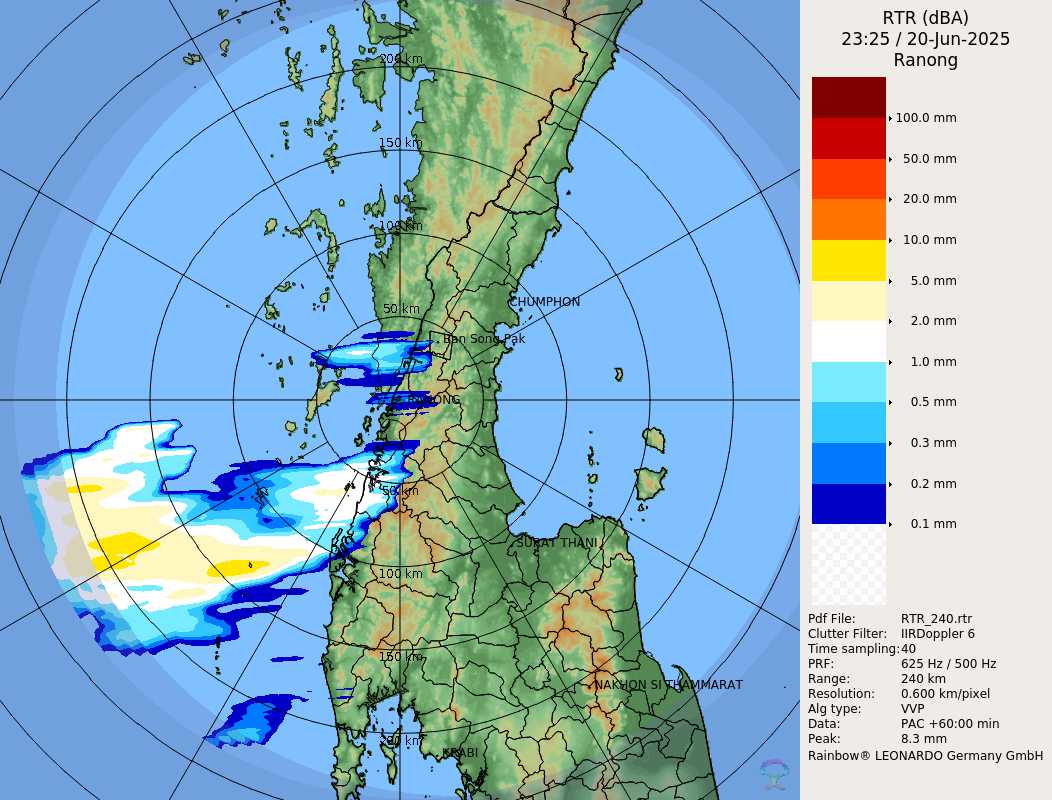 RTR (dBA)
23:25 / 20-Jun-2025
Ranong
200 km
150 km
100 km
50 km
CHUMPHON
Ban Song Pak
RANONG
50 km
SURAT THANI
100 km
150 km
NAKHON SI THAMMARAT
200 km
KRABI
100.0 mm
50.0 mm
20.0 mm
10.0 mm
5.0 mm
2.0 mm
1.0 mm
0.5 mm
0.3 mm
0.2 mm
0.1 mm
Pdf File: RTR_240.rtr
Clutter Filter: IIRDoppler 6
Time sampling:40
PRF: 625 Hz / 500 Hz
Range: 240 km
Resolution: 0.600 km/pixel
Alg type: VVP
Data: PAC +60:00 min
Peak: 8.3 mm
Rainbow® LEONARDO Germany GmbH